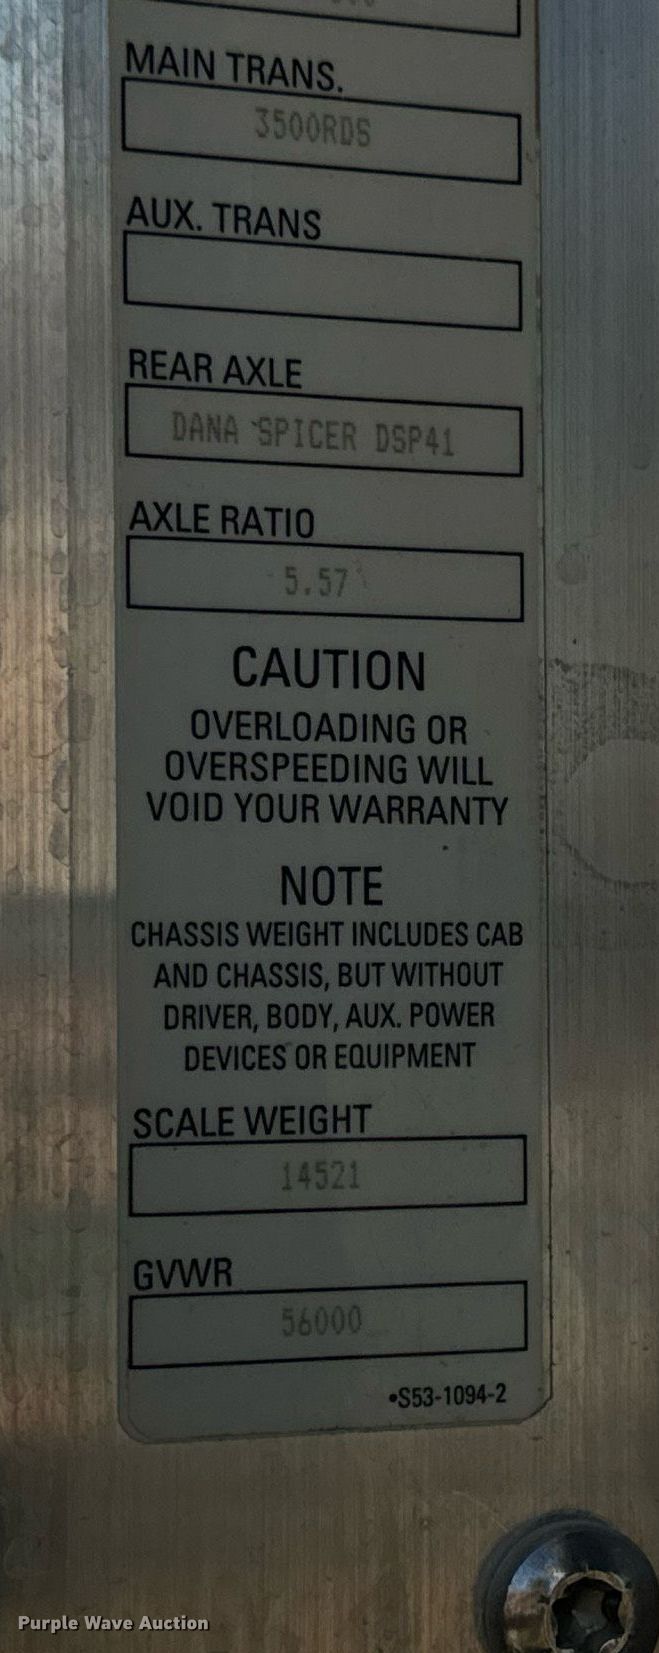 MAIN TRANS.
3500RDS
AUX. TRANS
REAR AXLE
DANA SPICER DSP41
AXLE RATIO
5.57
CAUTION
OVERLOADING OR
OVERSPEEDING WILL
VOID YOUR WARRANTY
NOTE
CHASSIS WEIGHT INCLUDES CAB
AND CHASSIS, BUT WITHOUT
DRIVER, BODY, AUX. POWER
DEVICES OR EQUIPMENT
SCALE WEIGHT
14521
GVWR
56000
•S53-1094-2
Purple Wave Auction